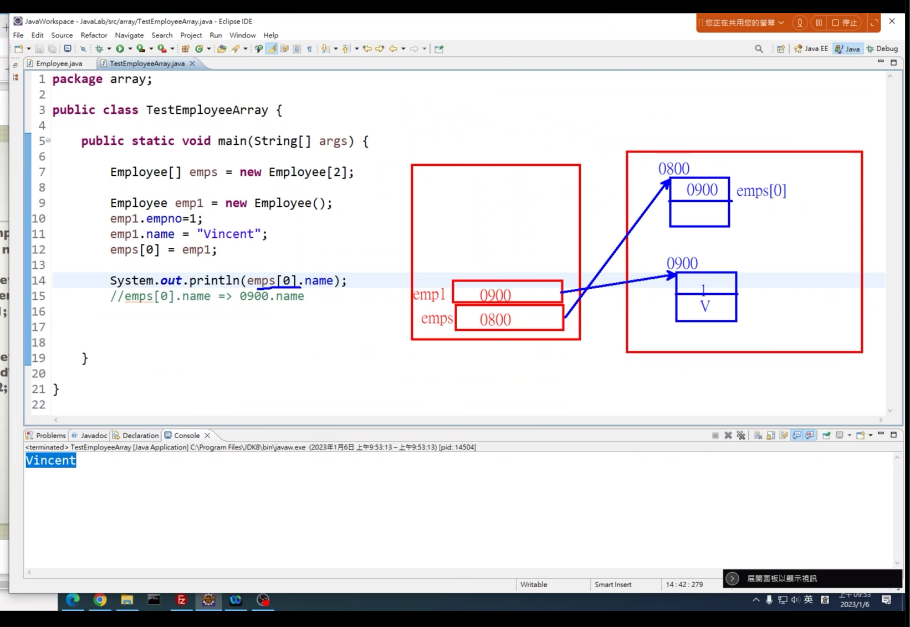 JavaWorkspace - JavaLab/src/array/TestEmployeeArray.java - Eclipse IDE
您正在共用您的螢幕
停止
File Edit Source Refactor Navigate Search Project Run Window Help
Java EE Java Debug
Employee.java TestEmployeeArray.java
1 package array;
2
3 public class TestEmployeeArray {
4
5 public static void main(String[] args) {
6
7 Employee[] emps = new Employee[2];
8
9 Employee emp1 = new Employee();
10 emp1.empno=1;
11 emp1.name = "Vincent";
12 emps[0] = emp1;
13
14 System.out.println(emps[0].name);
15 //emps[0].name => 0900.name
16
17
18
19 }
20
21 }
22
0800
0900 emps[0]
0900
1
V
emp1 0900
emps 0800
Problems Javadoc Declaration Console
<terminated> TestEmployeeArray [Java Application] C:\Program Files\JDK8\bin\javaw.exe (2023年1月6日 上午9:53:13 – 上午9:53:13) [pid: 14504]
Vincent
Writable Smart Insert 14 : 42 : 279
展開面板以顯示視訊
英
上午 09:53
2023/1/6